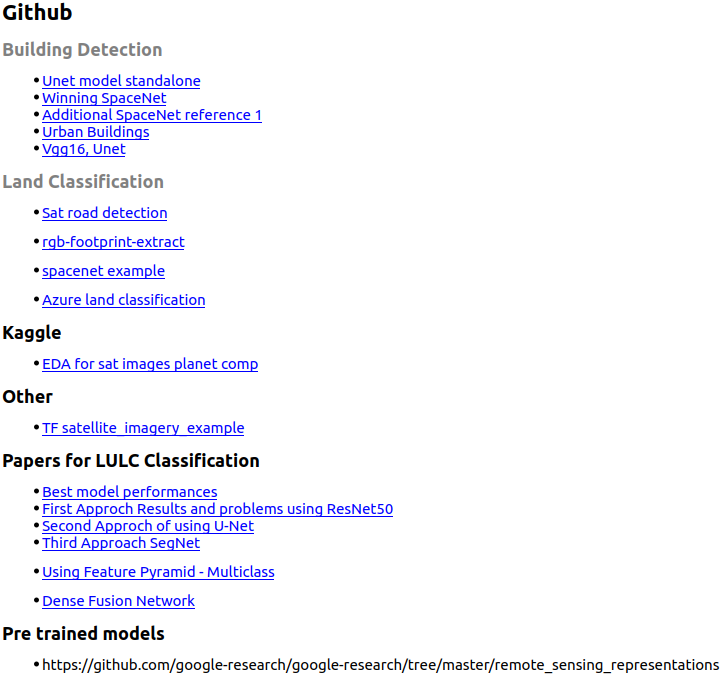 Github
Building Detection
Unet model standalone
Winning SpaceNet
Additional SpaceNet reference 1
Urban Buildings
Vgg16, Unet
Land Classification
Sat road detection
rgb-footprint-extract
spacenet example
Azure land classification
Kaggle
EDA for sat images planet comp
Other
TF satellite_imagery_example
Papers for LULC Classification
Best model performances
First Approch Results and problems using ResNet50
Second Approch of using U-Net
Third Approach SegNet
Using Feature Pyramid - Multiclass
Dense Fusion Network
Pre trained models
https://github.com/google-research/google-research/tree/master/remote_sensing_representations